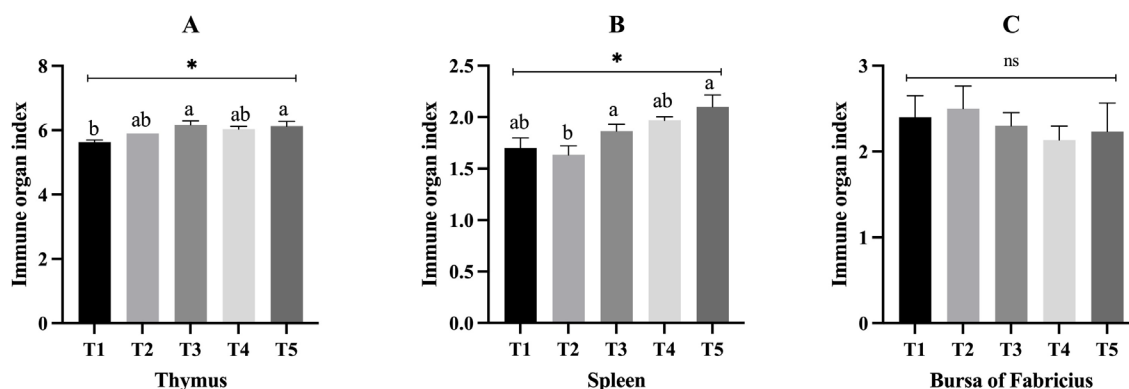 A
Immune organ index
8
6
4
2
0
*
b
ab
a
ab
a
T1 T2 T3 T4 T5
Thymus
B
Immune organ index
2.5
2.0
1.5
1.0
0.5
0.0
*
ab
b
a
ab
a
T1 T2 T3 T4 T5
Spleen
C
Immune organ index
3
2
1
0
ns
T1 T2 T3 T4 T5
Bursa of Fabricius